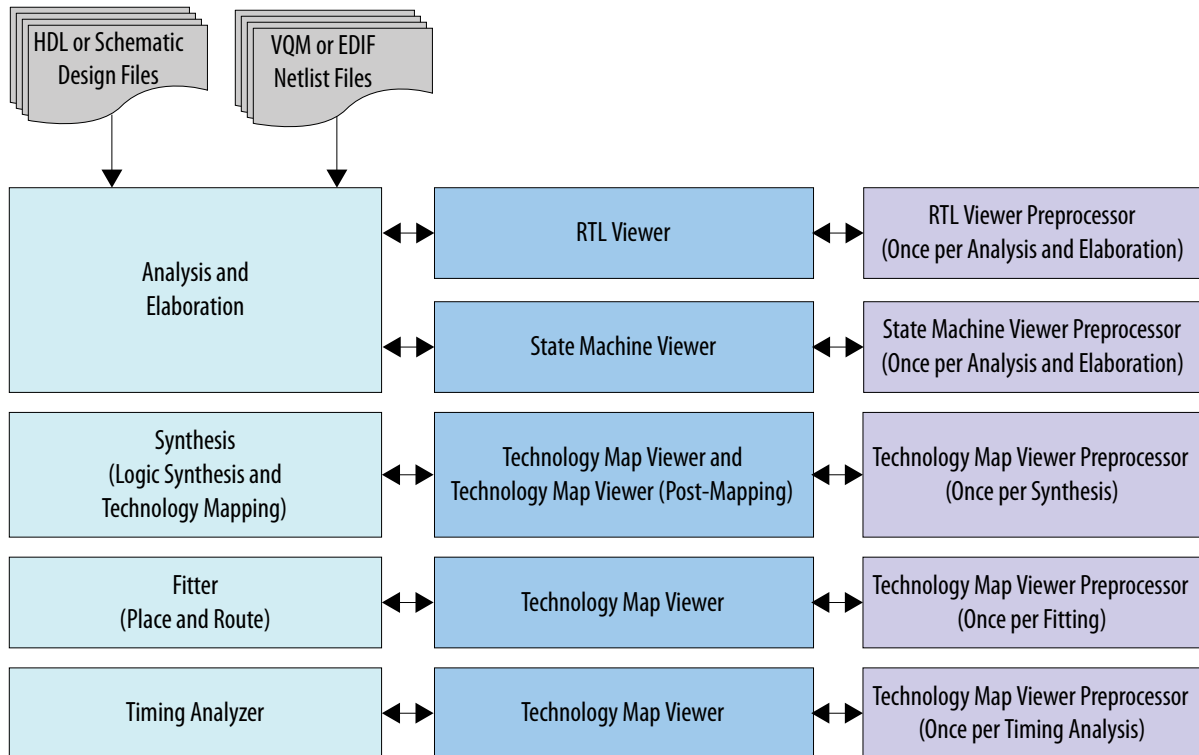 HDL or Schematic
Design Files
VQM or EDIF
Netlist Files
Analysis and
Elaboration
RTL Viewer
RTL Viewer Preprocessor
(Once per Analysis and Elaboration)
State Machine Viewer
State Machine Viewer Preprocessor
(Once per Analysis and Elaboration)
Synthesis
(Logic Synthesis and
Technology Mapping)
Technology Map Viewer and
Technology Map Viewer (Post-Mapping)
Technology Map Viewer Preprocessor
(Once per Synthesis)
Fitter
(Place and Route)
Technology Map Viewer
Technology Map Viewer Preprocessor
(Once per Fitting)
Timing Analyzer
Technology Map Viewer
Technology Map Viewer Preprocessor
(Once per Timing Analysis)